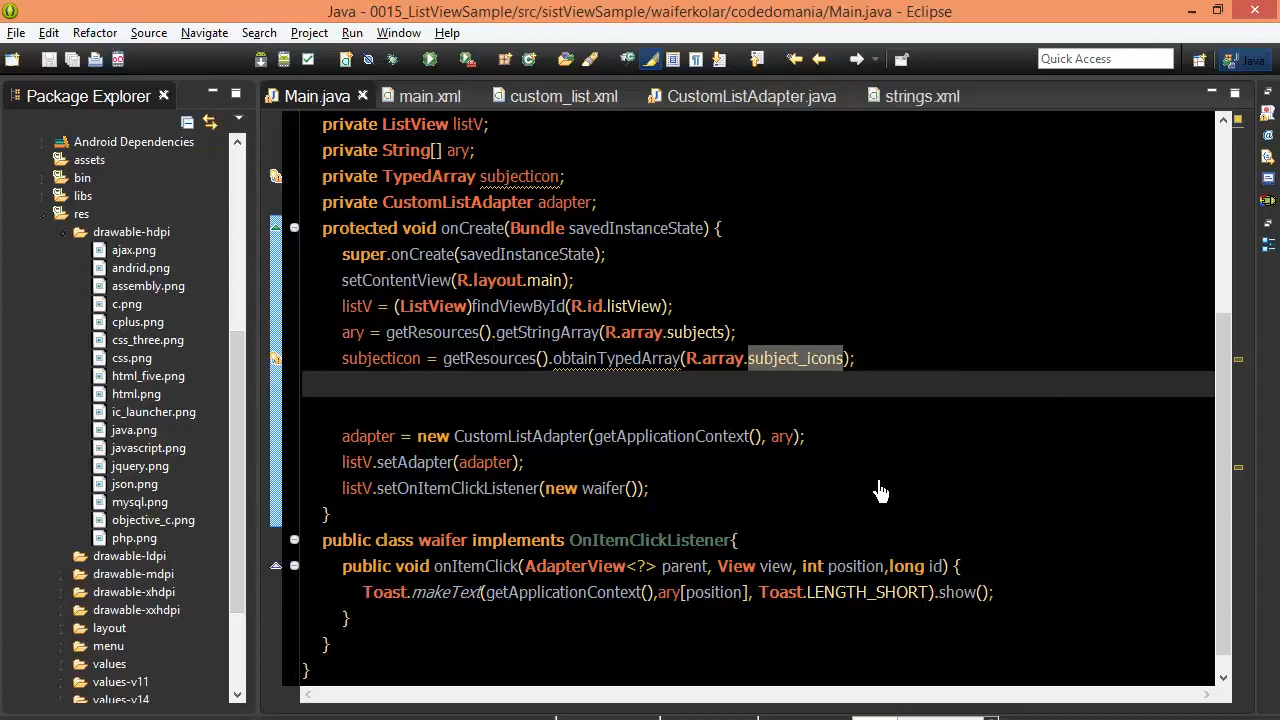 Java - 0015_ListViewSample/src/sistViewSample/waiferkolar/codedomania/Main.java - Eclipse
File Edit Refactor Source Navigate Search Project Run Window Help
Quick Access
Java
Package Explorer
Main.java
main.xml
custom_list.xml
CustomListAdapter.java
strings.xml
Android Dependencies
assets
bin
libs
res
drawable-hdpi
ajax.png
andrid.png
assembly.png
c.png
cplus.png
css_three.png
css.png
html_five.png
html.png
ic_launcher.png
java.png
javascript.png
jquery.png
json.png
mysql.png
objective_c.png
php.png
drawable-ldpi
drawable-mdpi
drawable-xhdpi
drawable-xxhdpi
layout
menu
values
values-v11
values-v14
private ListView listV;
private String[] ary;
private TypedArray subjecticon;
private CustomListAdapter adapter;
protected void onCreate(Bundle savedInstanceState) {
super.onCreate(savedInstanceState);
setContentView(R.layout.main);
listV = (ListView)findViewById(R.id.listView);
ary = getResources().getStringArray(R.array.subjects);
subjecticon = getResources().obtainTypedArray(R.array.subject_icons);
adapter = new CustomListAdapter(getApplicationContext(), ary);
listV.setAdapter(adapter);
listV.setOnItemClickListener(new waifer());
}
public class waifer implements OnItemClickListener{
public void onItemClick(AdapterView<?> parent, View view, int position,long id) {
Toast.makeText(getApplicationContext(),ary[position], Toast.LENGTH_SHORT).show();
}
}
}